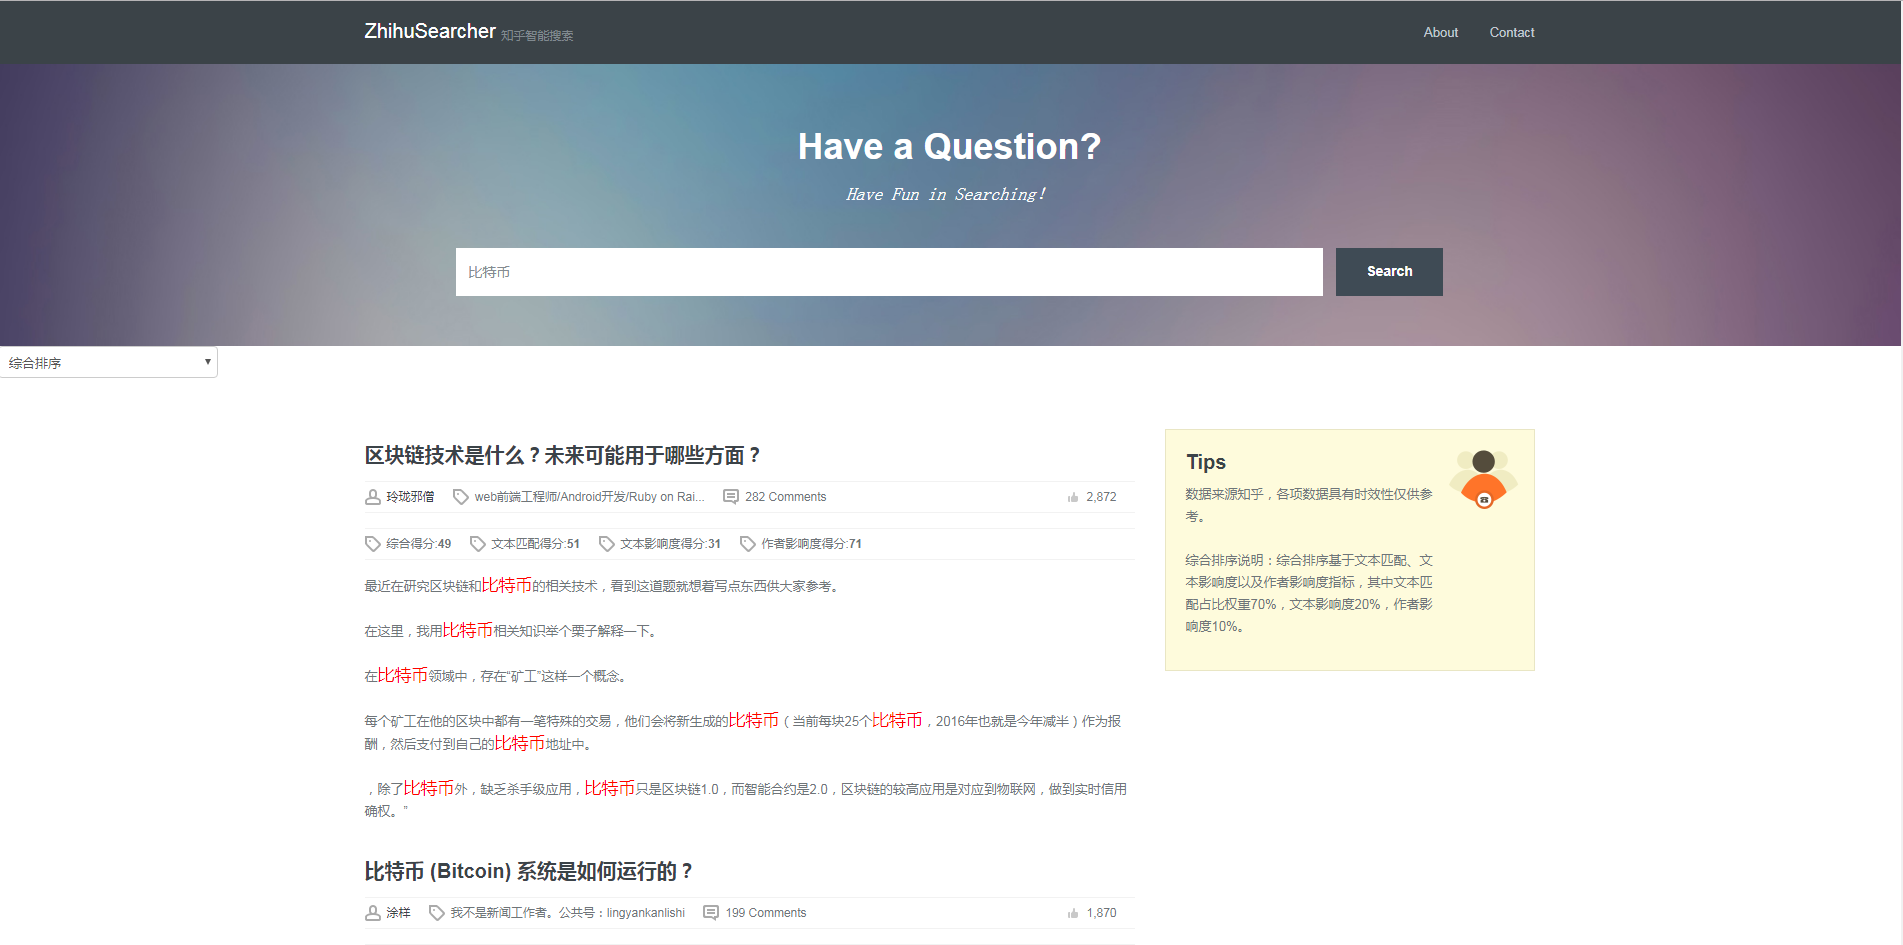 ZhihuSearcher 知乎智能搜索
About Contact
Have a Question?
Have Fun in Searching!
比特币
Search
综合排序
区块链技术是什么？未来可能用于哪些方面？
玲珑邪僧 web前端工程师/Android开发/Ruby on Rai... 282 Comments 2,872
综合得分:49 文本匹配得分:51 文本影响度得分:31 作者影响度得分:71
最近在研究区块链和比特币的相关技术，看到这道题就想着写点东西供大家参考。
在这里，我用比特币相关知识举个栗子解释一下。
在比特币领域中，存在“矿工”这样一个概念。
每个矿工在他的区块中都有一笔特殊的交易，他们会将新生成的比特币（当前每块25个比特币，2016年也就是今年减半）作为报
酬，然后支付到自己的比特币地址中。
，除了比特币外，缺乏杀手级应用，比特币只是区块链1.0，而智能合约是2.0，区块链的较高应用是对应到物联网，做到实时信用
确权。”
比特币 (Bitcoin) 系统是如何运行的？
涂样 我不是新闻工作者。公共号：lingyankanlishi 199 Comments 1,870
Tips
数据来源知乎，各项数据具有时效性仅供参
考。
综合排序说明：综合排序基于文本匹配、文
本影响度以及作者影响度指标，其中文本匹
配占比权重70%，文本影响度20%，作者影
响度10%。